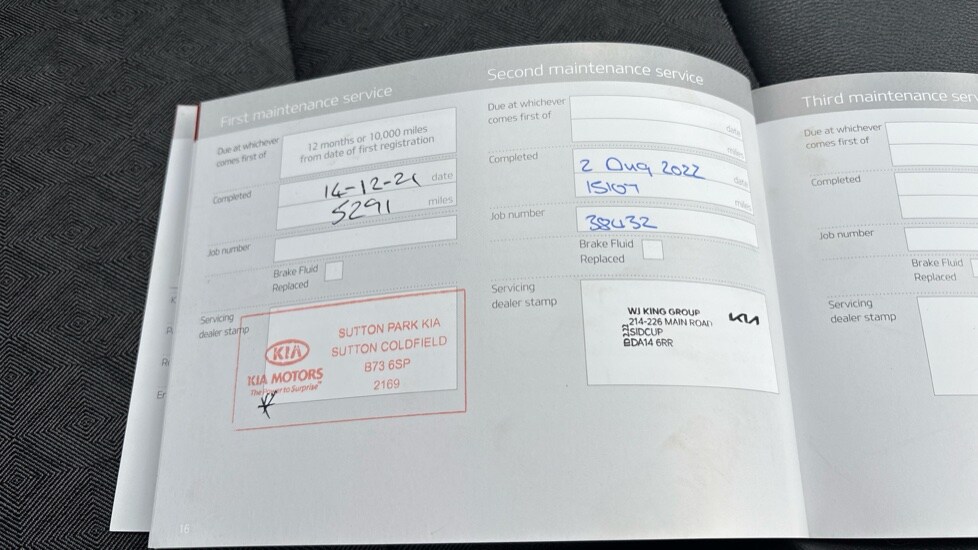 First maintenance service
Due at whichever
comes first of
12 months or 10,000 miles
from date of first registration
Completed
14-12-21 date
5291 miles
Job number
Brake Fluid
Replaced
Servicing
dealer stamp
KIA
KIA MOTORS
The Power to Surprise™
SUTTON PARK KIA
SUTTON COLDFIELD
B73 6SP
2169
16
Second maintenance service
Due at whichever
comes first of
date
miles
Completed
2 Aug 2022 date
15107 miles
Job number
38432
Brake Fluid
Replaced
Servicing
dealer stamp
WJ KING GROUP
214-226 MAIN ROAD
SIDCUP
DA14 6RR
KIA
Third maintenance serv
Due at whichever
comes first of
Completed
Job number
Brake Fluid
Replaced
Servicing
dealer stamp